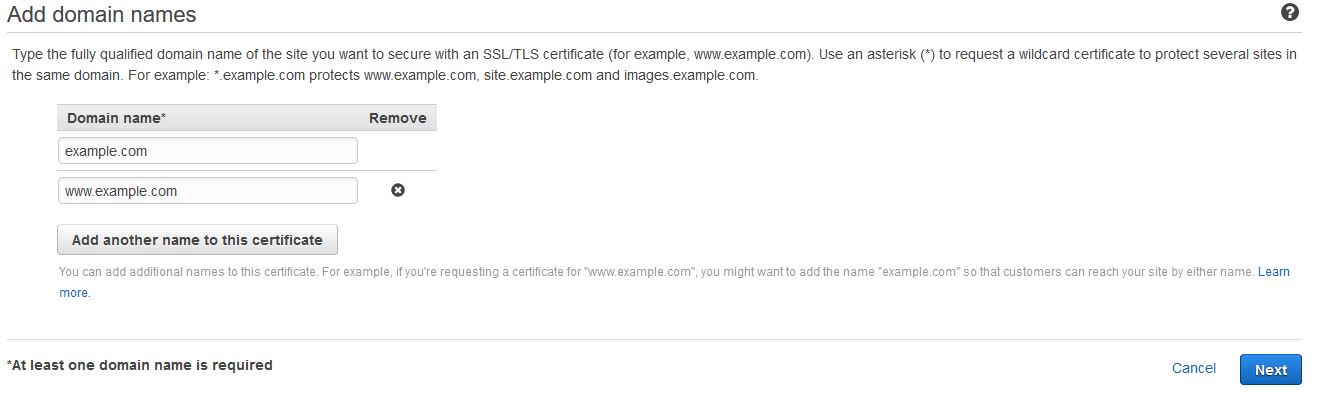 Add domain names
Type the fully qualified domain name of the site you want to secure with an SSL/TLS certificate (for example, www.example.com). Use an asterisk (*) to request a wildcard certificate to protect several sites in
the same domain. For example: *.example.com protects www.example.com, site.example.com and images.example.com.
Domain name* Remove
example.com
www.example.com
Add another name to this certificate
You can add additional names to this certificate. For example, if you're requesting a certificate for "www.example.com", you might want to add the name "example.com" so that customers can reach your site by either name. Learn
more.
*At least one domain name is required
Cancel Next